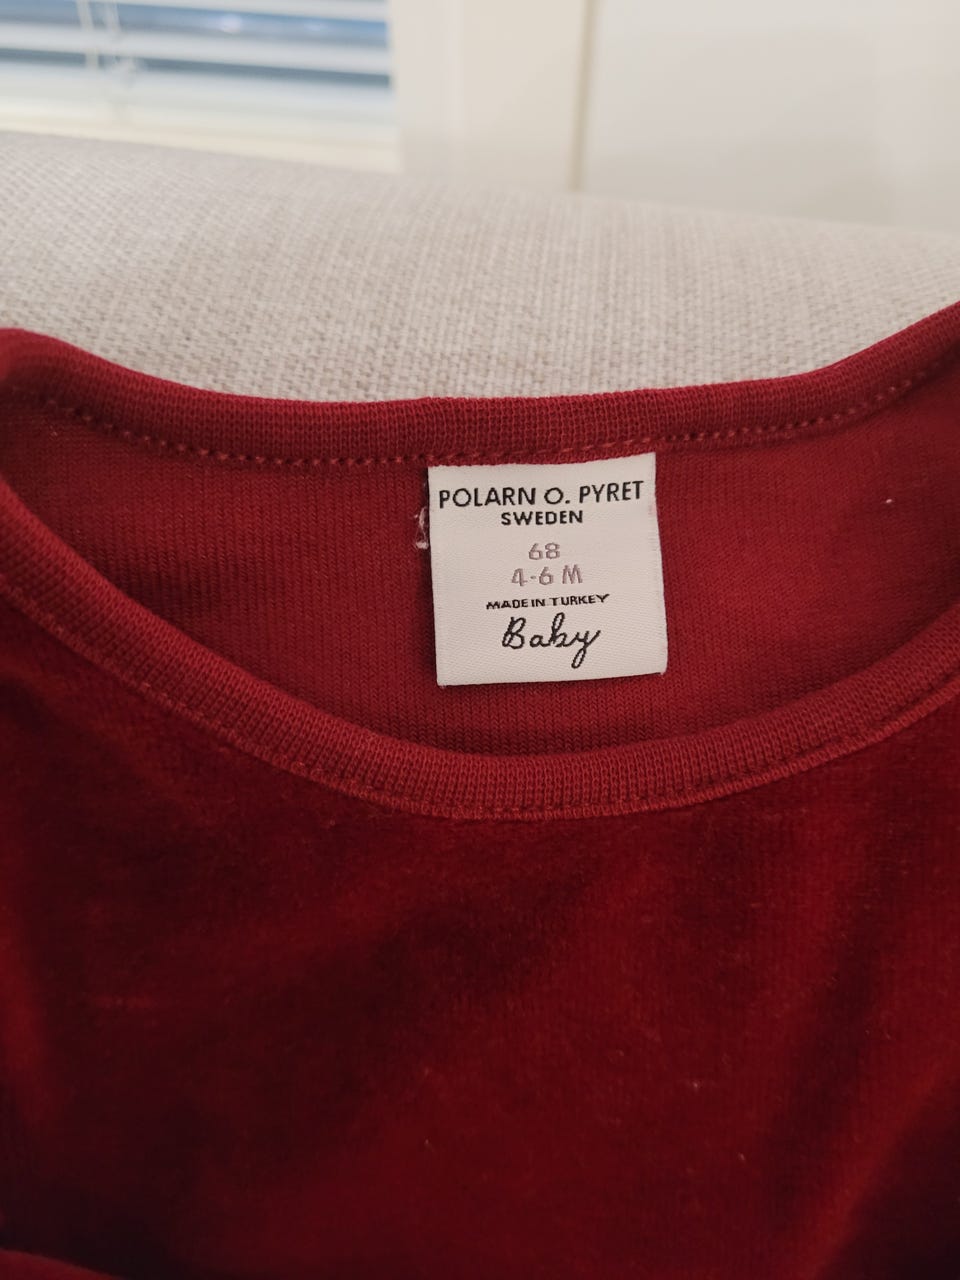 POLARN O. PYRET
SWEDEN
68
4-6 M
MADE IN TURKEY
Baby